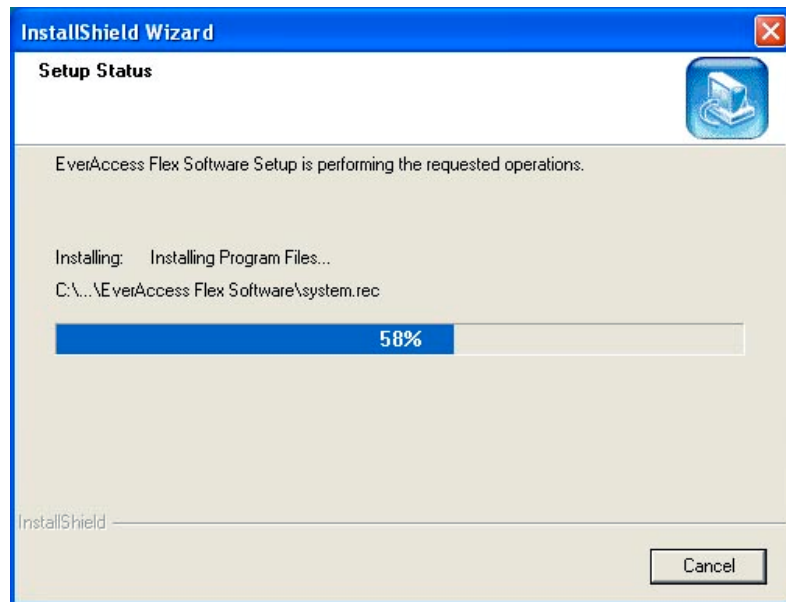 InstallShield Wizard
Setup Status
EverAccess Flex Software Setup is performing the requested operations.
Installing: Installing Program Files...
C:\...\EverAccess Flex Software\system.rec
58%
InstallShield
Cancel